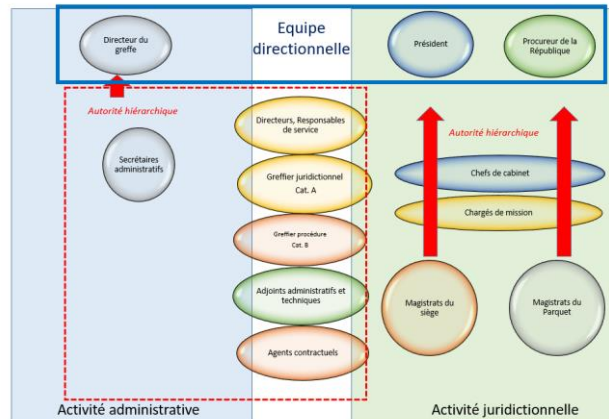 Directeur du
greffe
Equipe
directionnelle
Président
Procureur de la
République
Autorité hiérarchique
Secrétaires
administratifs
Directeurs, Responsables
de service
Greffier juridictionnel
Cat. A
Greffier procédure
Cat. B
Adjoints administratifs et
techniques
Agents contractuels
Autorité hiérarchique
Chefs de cabinet
Chargés de mission
Magistrats du
siège
Magistrats du
Parquet
Activité administrative
Activité juridictionnelle